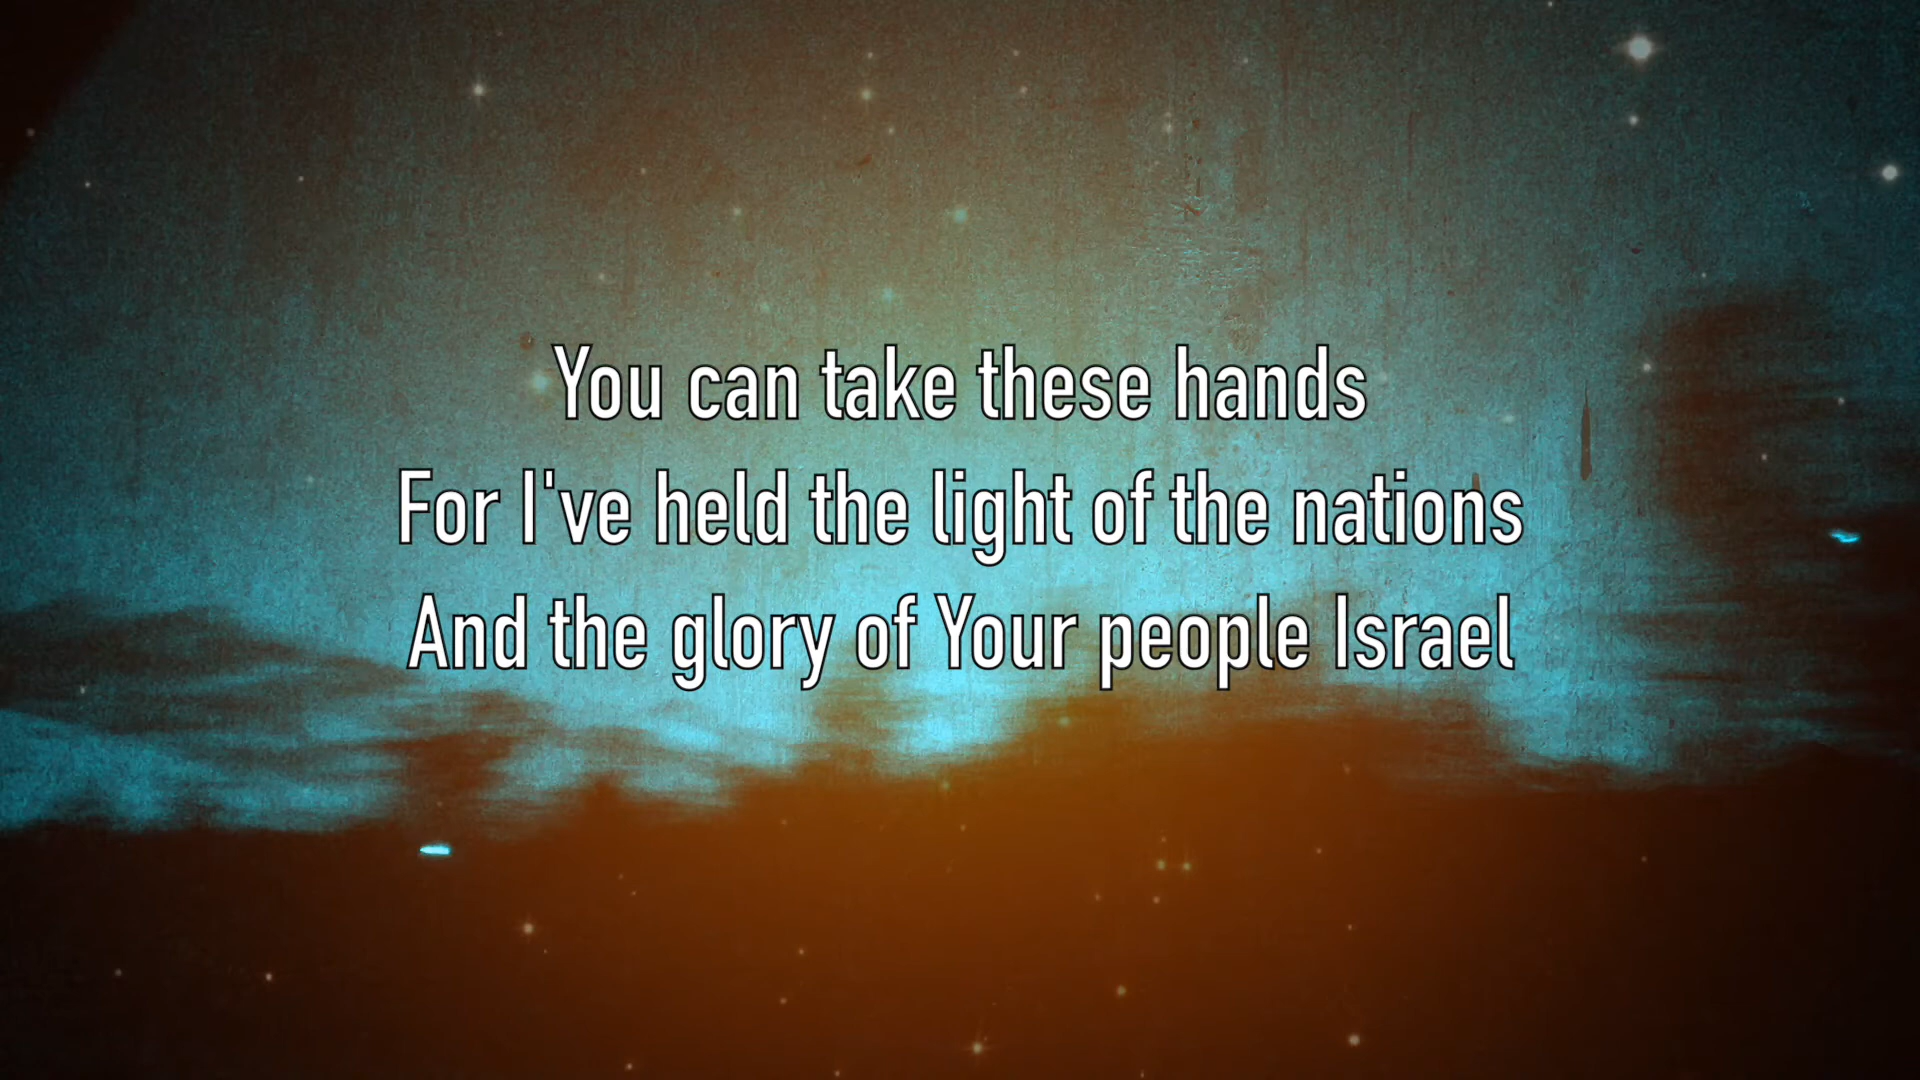 You can take these hands
For I've held the light of the nations
And the glory of Your people Israel